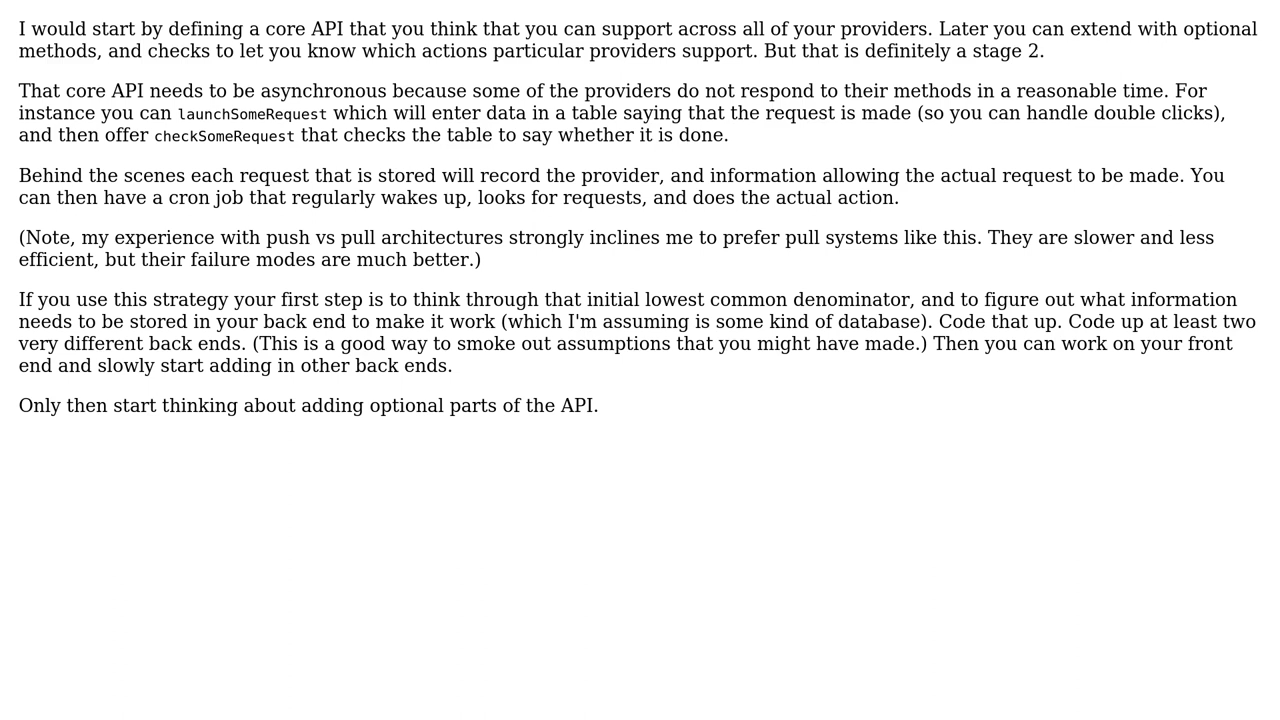 I would start by defining a core API that you think that you can support across all of your providers. Later you can extend with optional
methods, and checks to let you know which actions particular providers support. But that is definitely a stage 2.
That core API needs to be asynchronous because some of the providers do not respond to their methods in a reasonable time. For
instance you can launchSomeRequest which will enter data in a table saying that the request is made (so you can handle double clicks),
and then offer checkSomeRequest that checks the table to say whether it is done.
Behind the scenes each request that is stored will record the provider, and information allowing the actual request to be made. You
can then have a cron job that regularly wakes up, looks for requests, and does the actual action.
(Note, my experience with push vs pull architectures strongly inclines me to prefer pull systems like this. They are slower and less
efficient, but their failure modes are much better.)
If you use this strategy your first step is to think through that initial lowest common denominator, and to figure out what information
needs to be stored in your back end to make it work (which I'm assuming is some kind of database). Code that up. Code up at least two
very different back ends. (This is a good way to smoke out assumptions that you might have made.) Then you can work on your front
end and slowly start adding in other back ends.
Only then start thinking about adding optional parts of the API.